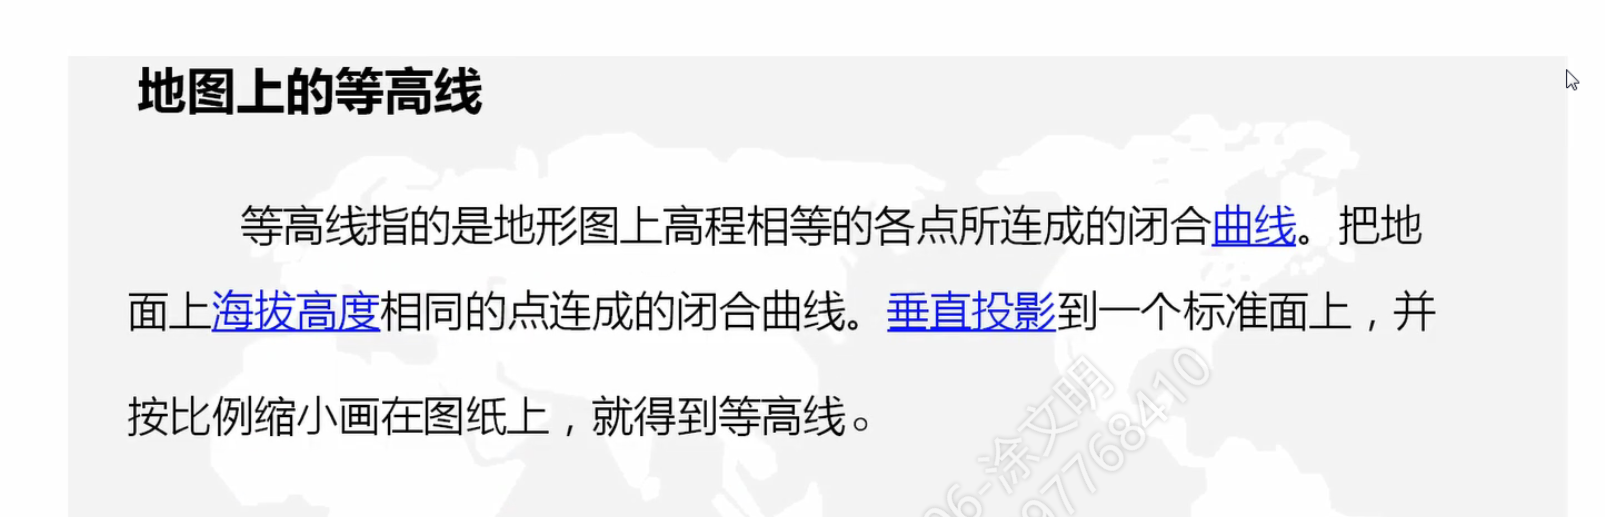 地图上的等高线
等高线指的是地形图上高程相等的各点所连成的闭合曲线。把地
面上海拔高度相同的点连成的闭合曲线。垂直投影到一个标准面上，并
按比例缩小画在图纸上，就得到等高线。
06-涂文明
97768410